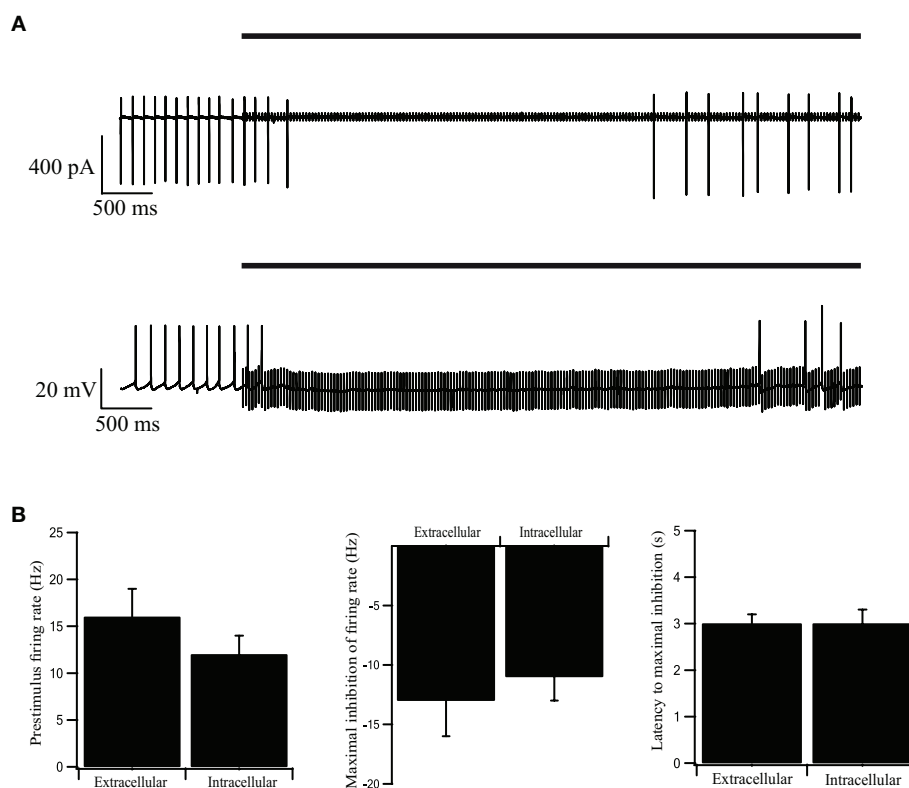 A
400 pA
500 ms
20 mV
500 ms
B
Prestimulus firing rate (Hz)
25
20
15
10
5
0
Extracellular
Intracellular
Maximal inhibition of firing rate (Hz)
Extracellular
Intracellular
-5
-10
-15
-20
Latency to maximal inhibition (s)
5
4
3
2
1
0
Extracellular
Intracellular